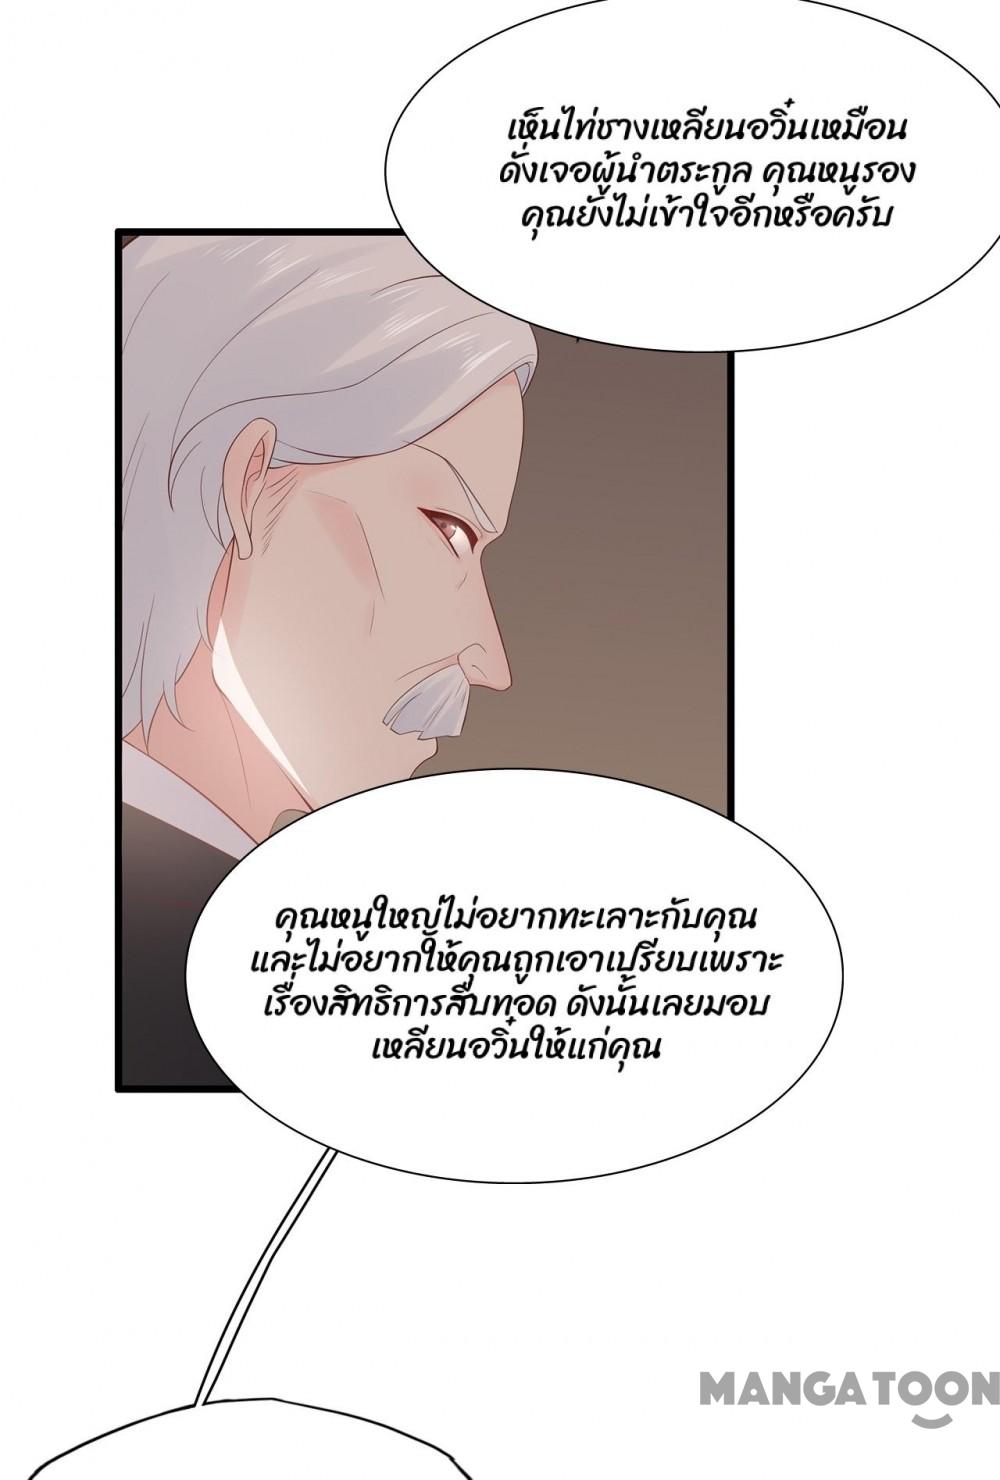 เห็นไท่ชางเหลียนอวิ๋นเหมือน
ดั่งเจอผู้นำตระกูล คุณหนูรอง
คุณยังไม่เข้าใจอีกหรือครับ
คุณหนูใหญ่ไม่อยากทะเลาะกับคุณ
และไม่อยากให้คุณถูกเอาเปรียบเพราะ
เรื่องสิทธิการสืบทอด ดังนั้นเลยมอบ
เหลียนอวิ๋นให้แก่คุณ
MANGATOON